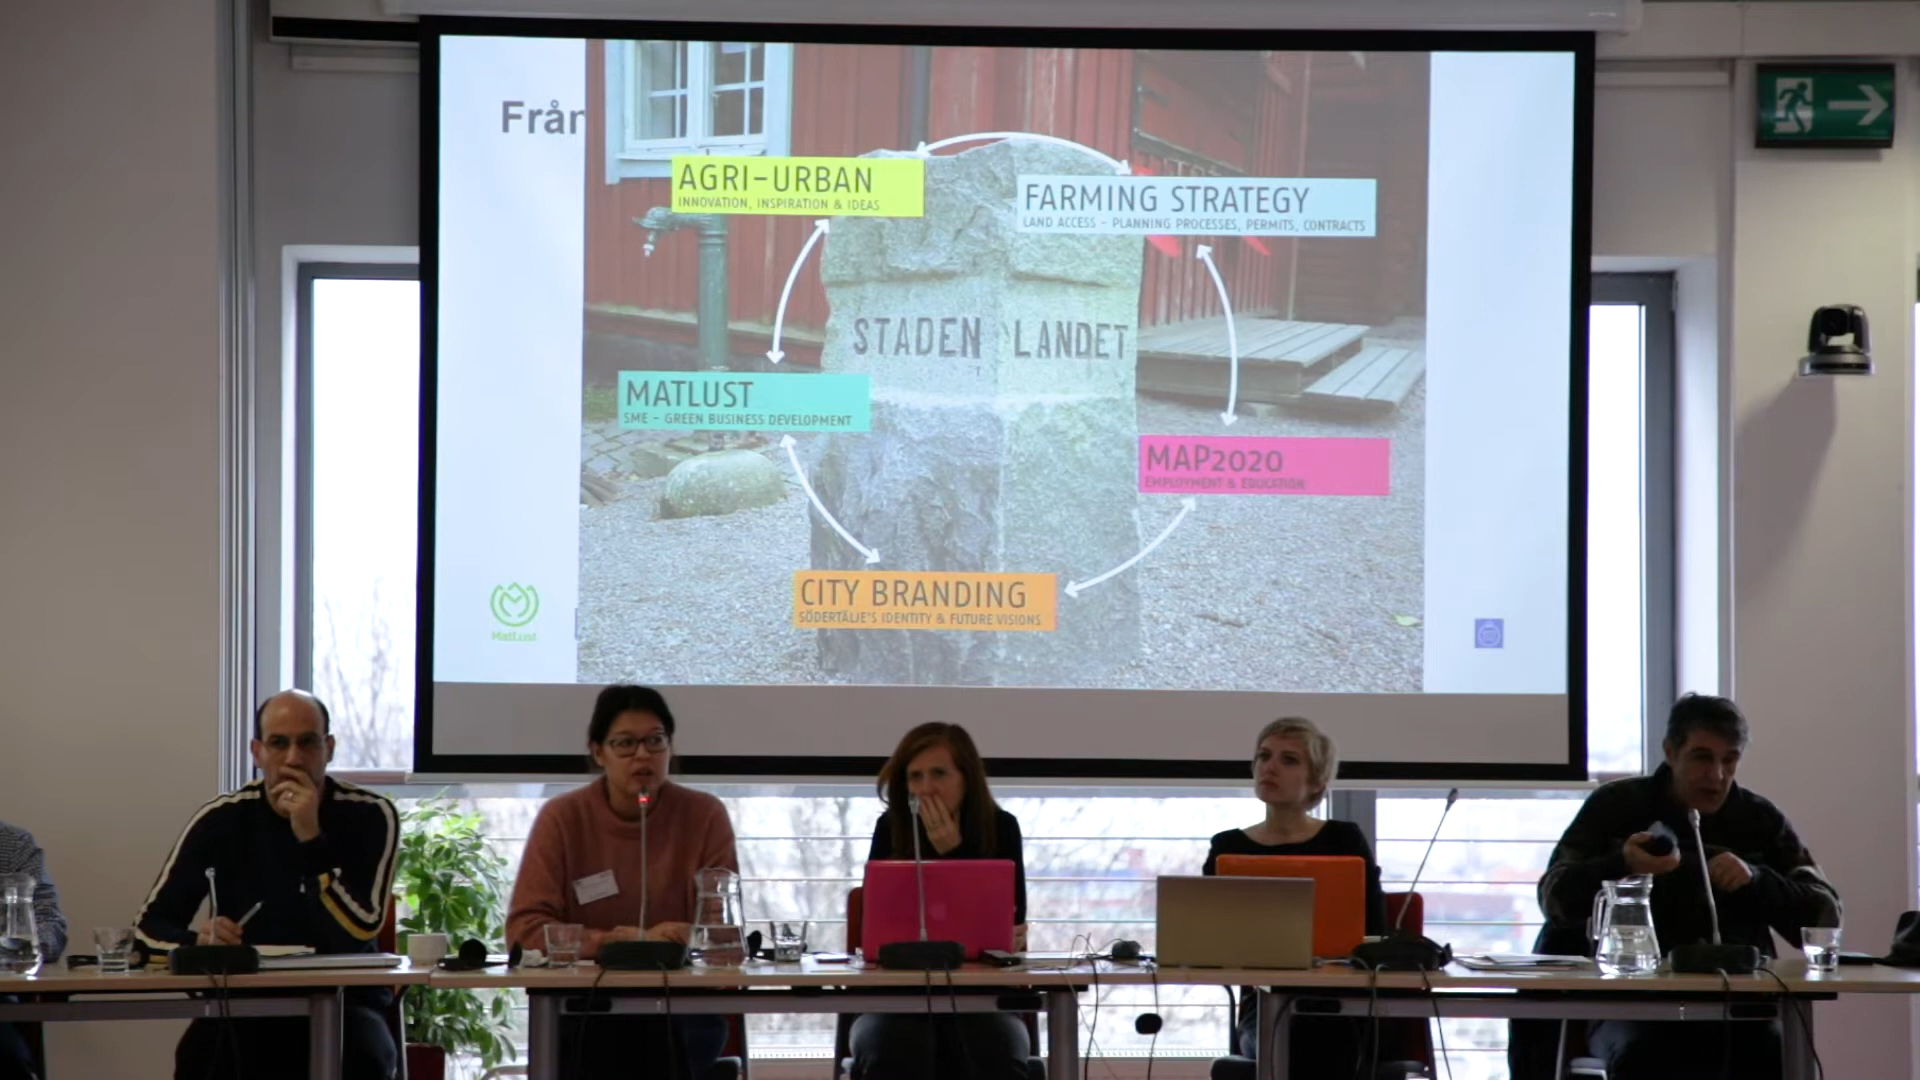 Från
AGRI-URBAN
INNOVATION, INSPIRATION & IDEAS
FARMING STRATEGY
LAND ACCESS - PLANNING PROCESSES, PERMITS, CONTRACTS
STADEN LANDET
MATLUST
SME - GREEN BUSINESS DEVELOPMENT
MAP2020
EMPLOYMENT & EDUCATION
CITY BRANDING
SÖDERTÄLJE'S IDENTITY & FUTURE VISIONS
MatLust